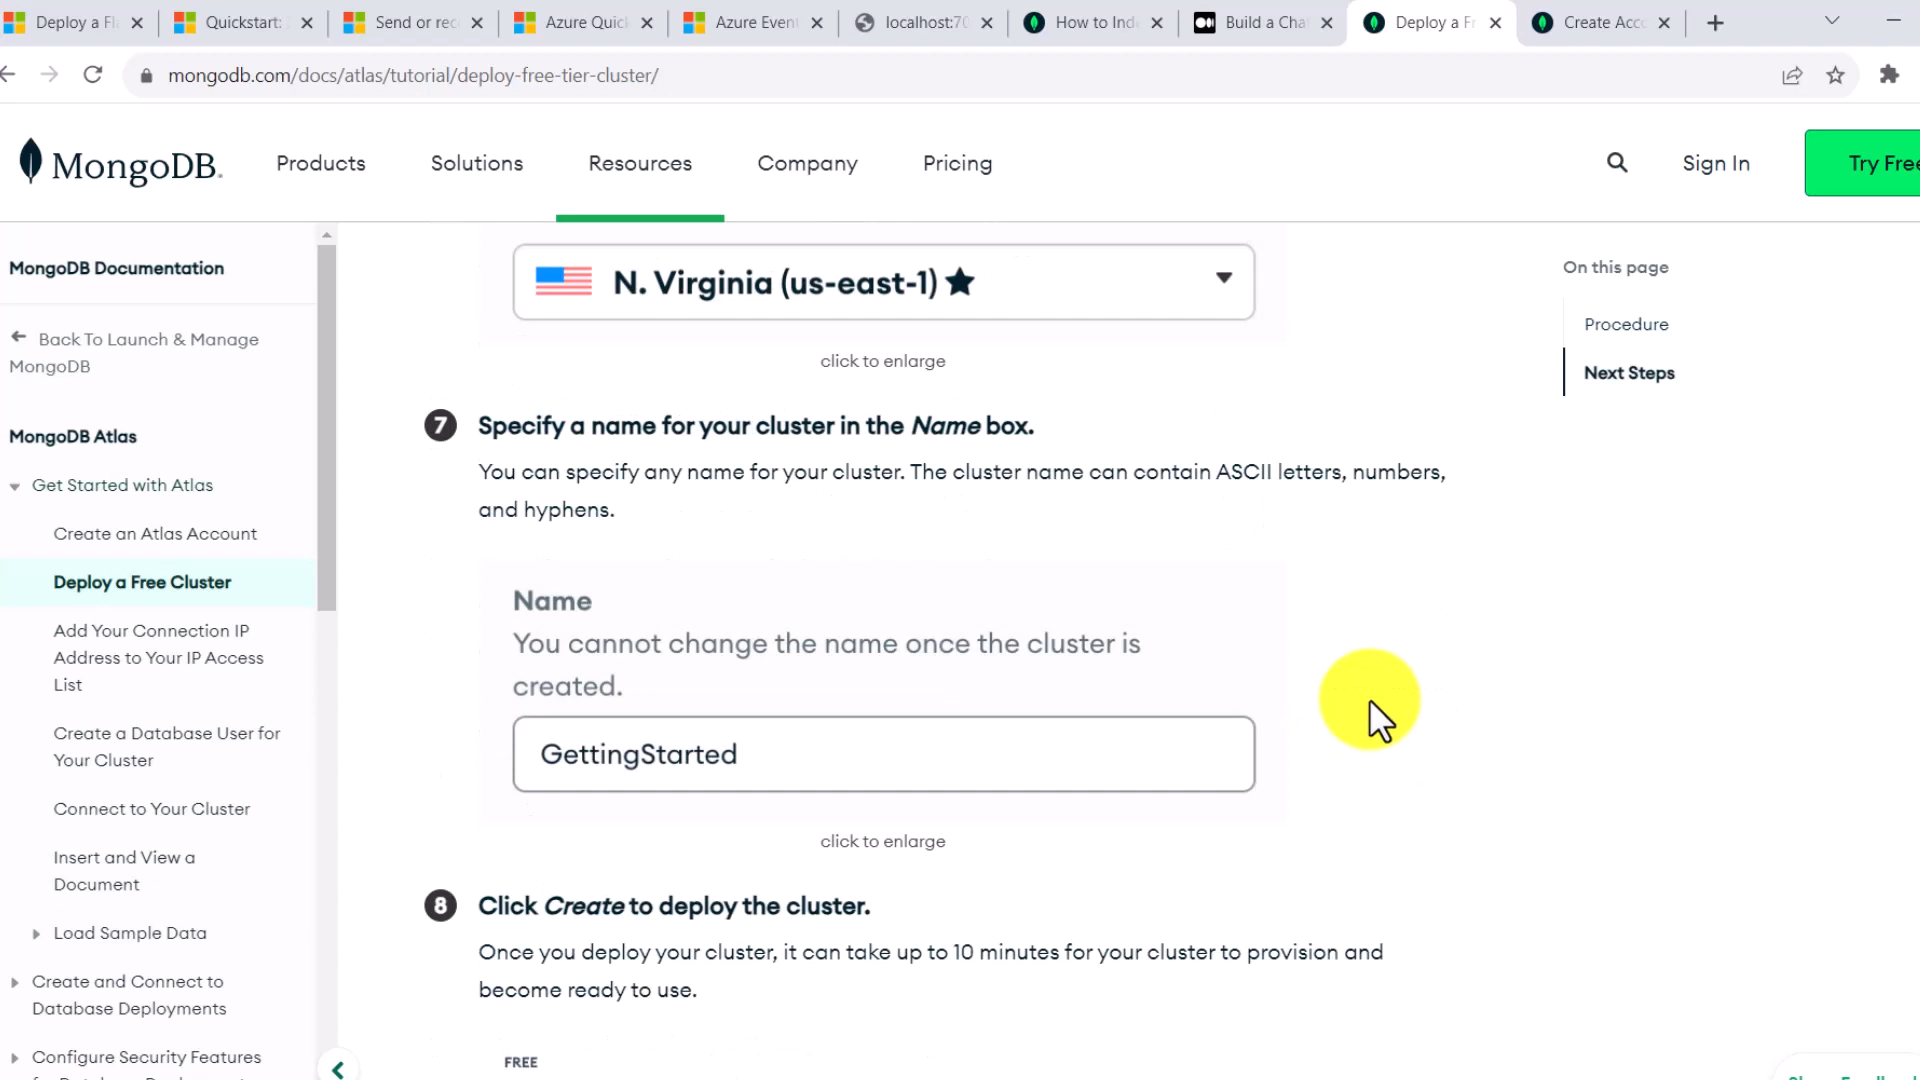 Deploy a Fl
Quickstart:
Send or rec
Azure Quic
Azure Even
localhost:70
How to Ind
Build a Cha
Deploy a Fr
Create Acc
mongodb.com/docs/atlas/tutorial/deploy-free-tier-cluster/
MongoDB.
Products
Solutions
Resources
Company
Pricing
Sign In
Try Free
MongoDB Documentation
Back To Launch & Manage
MongoDB
MongoDB Atlas
Get Started with Atlas
Create an Atlas Account
Deploy a Free Cluster
Add Your Connection IP
Address to Your IP Access
List
Create a Database User for
Your Cluster
Connect to Your Cluster
Insert and View a
Document
Load Sample Data
Create and Connect to
Database Deployments
Configure Security Features
N. Virginia (us-east-1) ★
click to enlarge
7 Specify a name for your cluster in the Name box.
You can specify any name for your cluster. The cluster name can contain ASCII letters, numbers,
and hyphens.
Name
You cannot change the name once the cluster is
created.
GettingStarted
click to enlarge
8 Click Create to deploy the cluster.
Once you deploy your cluster, it can take up to 10 minutes for your cluster to provision and
become ready to use.
FREE
On this page
Procedure
Next Steps